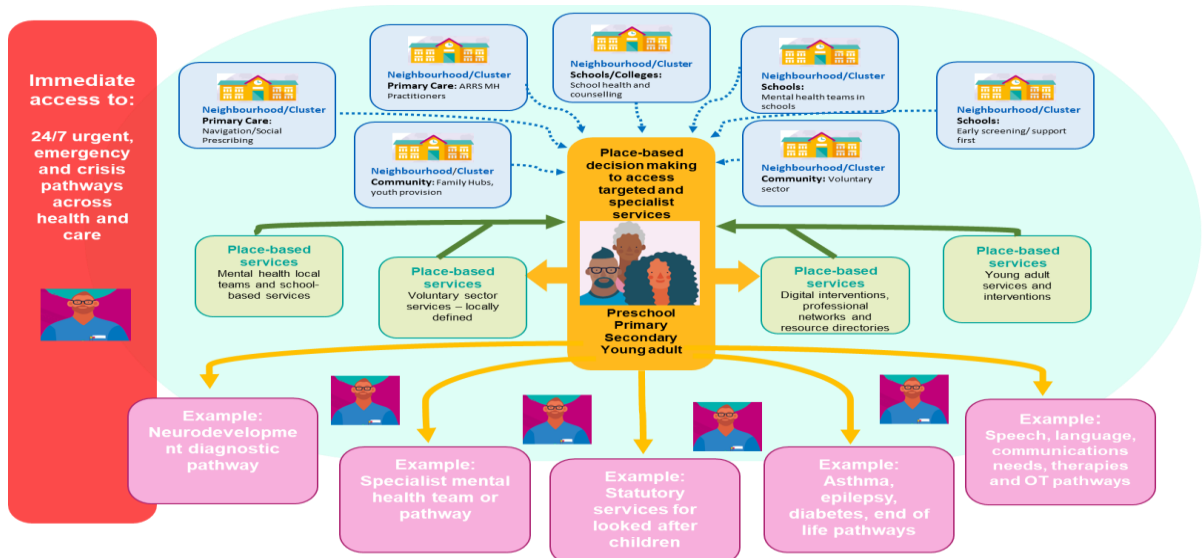 Immediate
access to:
24/7 urgent,
emergency
and crisis
pathways
across
health and
care
Neighbourhood/Cluster
Primary Care:
Navigation/Social
Prescribing
Neighbourhood/Cluster
Primary Care: ARRS MH
Practitioners
Neighbourhood/Cluster
Schools/Colleges:
School health and
counselling
Neighbourhood/Cluster
Schools:
Mental health teams in
schools
Neighbourhood/Cluster
Schools:
Early screening/ support
first
Neighbourhood/Cluster
Community: Family Hubs,
youth provision
Neighbourhood/Cluster
Community: Voluntary
sector
Place-based
decision making
to access
targeted and
specialist
services
Preschool
Primary
Secondary
Young adult
Place-based
services
Mental health local
teams and school-
based services
Place-based
services
Voluntary sector
services – locally
defined
Place-based
services
Digital interventions,
professional
networks and
resource directories
Place-based
services
Young adult
services and
interventions
Example:
Neurodevelopme
nt diagnostic
pathway
Example:
Specialist mental
health team or
pathway
Example:
Statutory
services for
looked after
children
Example:
Asthma,
epilepsy,
diabetes, end of
life pathways
Example:
Speech, language,
communications
needs, therapies
and OT pathways